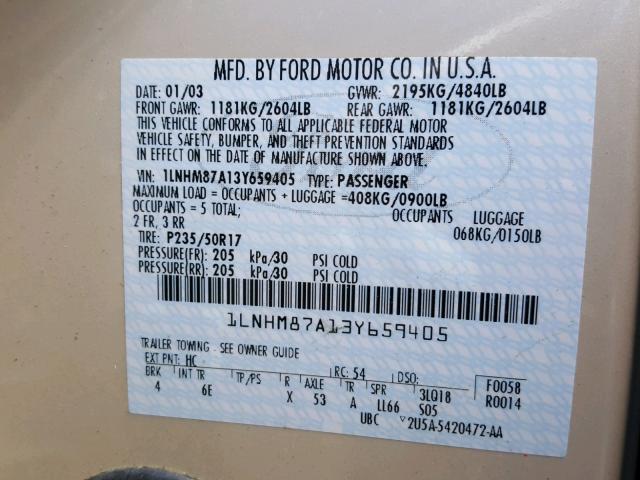 MFD. BY FORD MOTOR CO. IN U.S.A.
DATE: 01/03 GVWR: 2195KG/4840LB
FRONT GAWR: 1181KG/2604LB REAR GAWR: 1181KG/2604LB
THIS VEHICLE CONFORMS TO ALL APPLICABLE FEDERAL MOTOR
VEHICLE SAFETY, BUMPER, AND THEFT PREVENTION STANDARDS
IN EFFECT ON THE DATE OF MANUFACTURE SHOWN ABOVE.
VIN: 1LNHM87A13Y659405 TYPE: PASSENGER
MAXIMUM LOAD = OCCUPANTS + LUGGAGE =408KG/0900LB
OCCUPANTS = 5 TOTAL; OCCUPANTS LUGGAGE
2 FR, 3 RR 068KG/0150LB
TIRE: P235/50R17
PRESSURE(FR): 205 kPa/30 PSI COLD
PRESSURE(RR): 205 kPa/30 PSI COLD
1LNHM87A13Y659405
TRAILER TOWING - SEE OWNER GUIDE
EXT PNT: HC RC: 54 DSO: F0058
BRK INT TR TP/PS R AXLE TR SPR 3LQ18 R0014
4 6E X 53 A LL66 S05
UBC 2U5A-5420472-AA